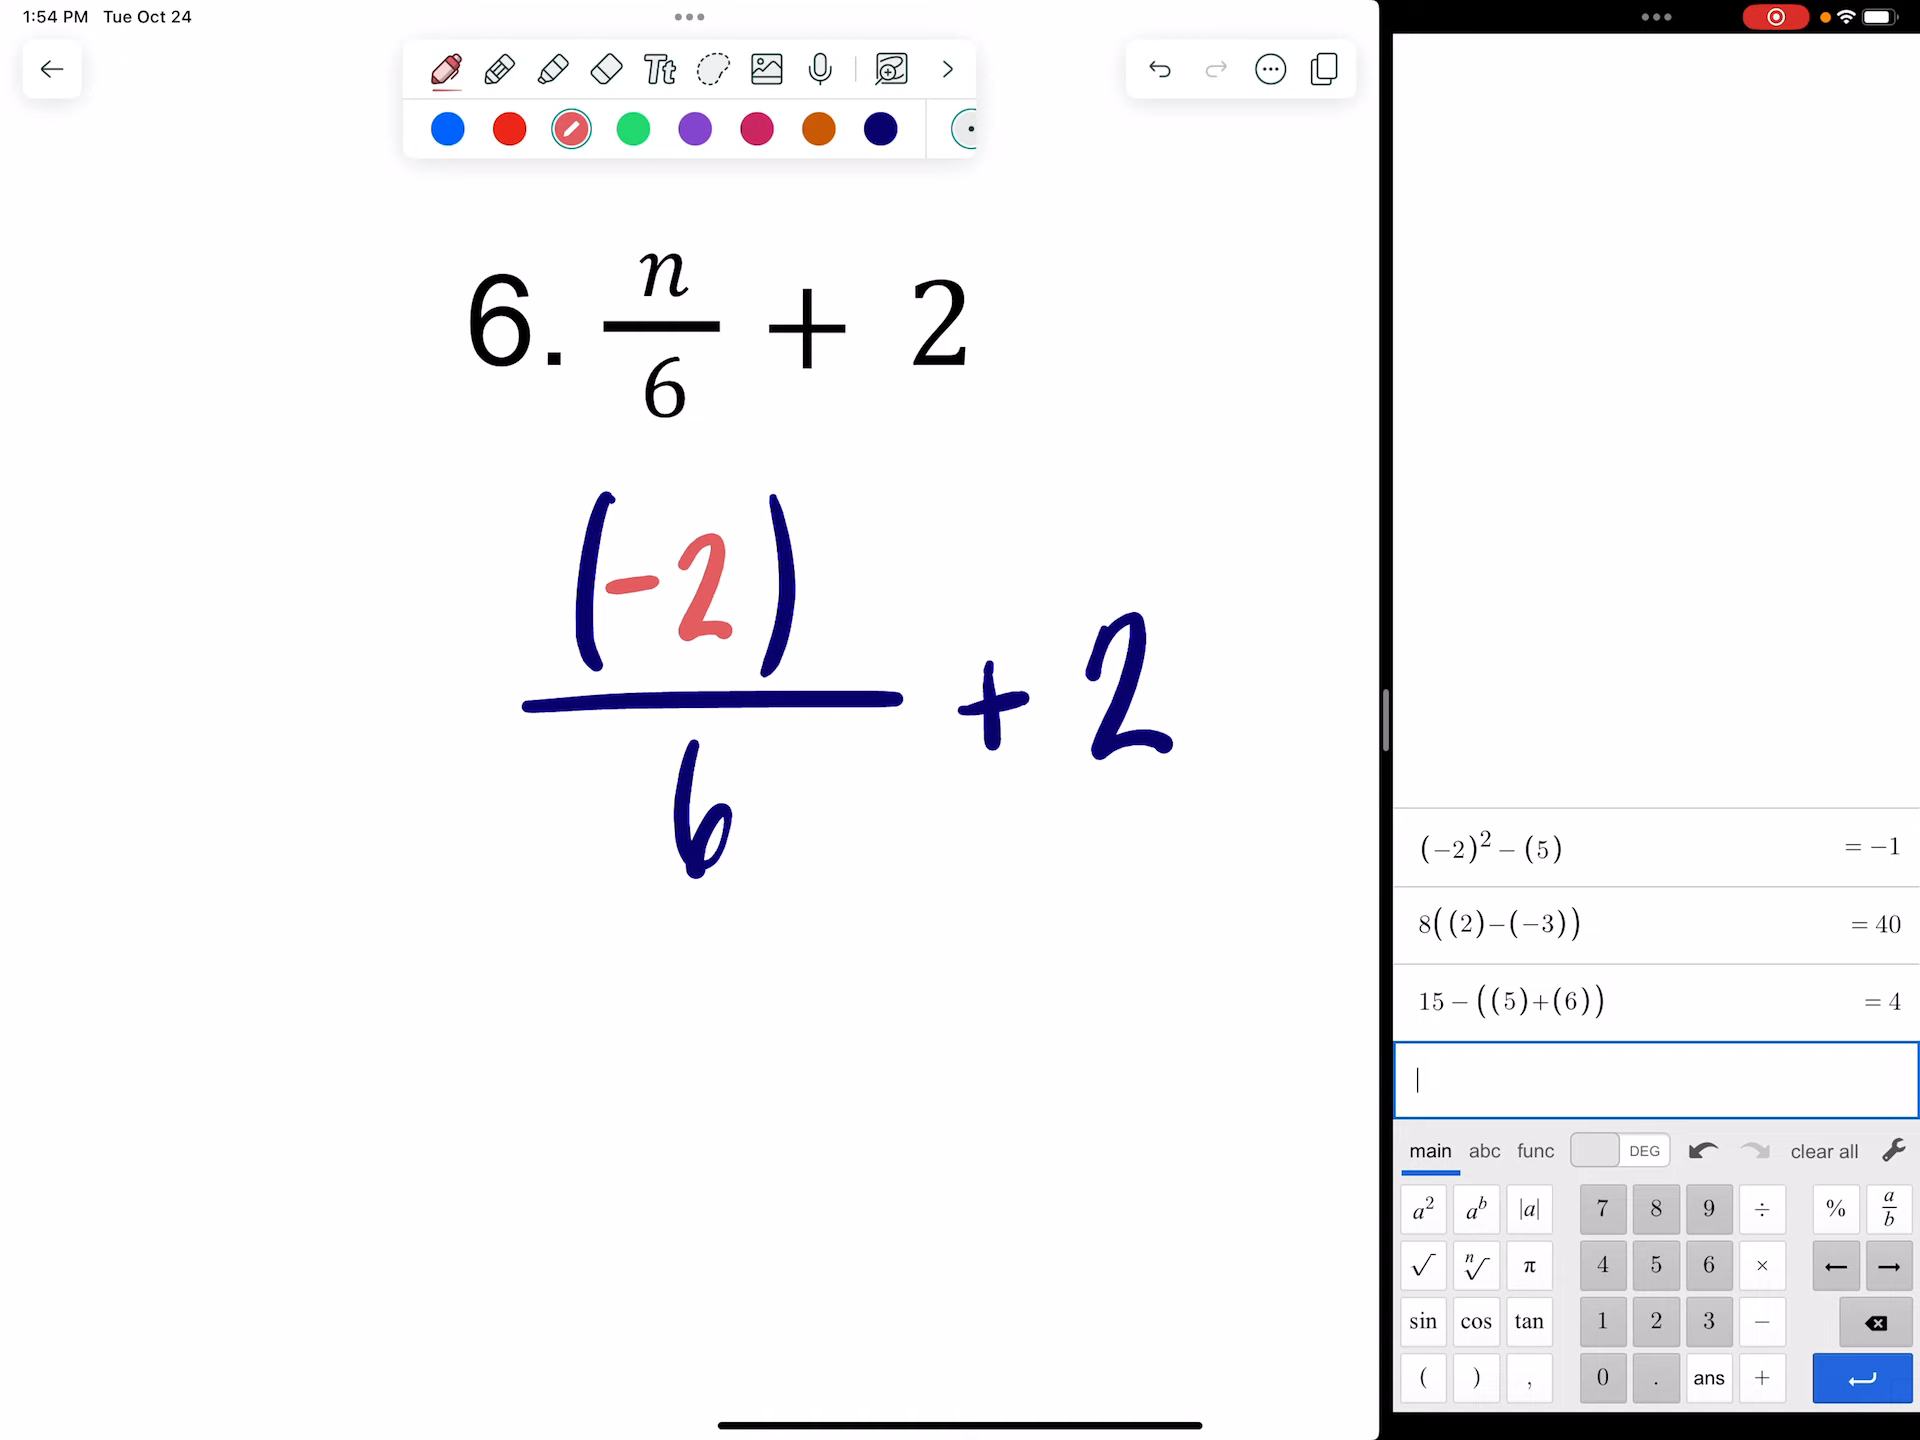 1:54 PM Tue Oct 24
Tt
6. n/6 + 2
(-2)/6 + 2
(−2)² − (5) = −1
8((2)−(−3)) = 40
15 − ((5)+(6)) = 4
main abc func DEG clear all
a² aᵇ |a| 7 8 9 ÷ % a/b
√ ⁿ√ π 4 5 6 × ← →
sin cos tan 1 2 3 −
( ) , 0 . ans +